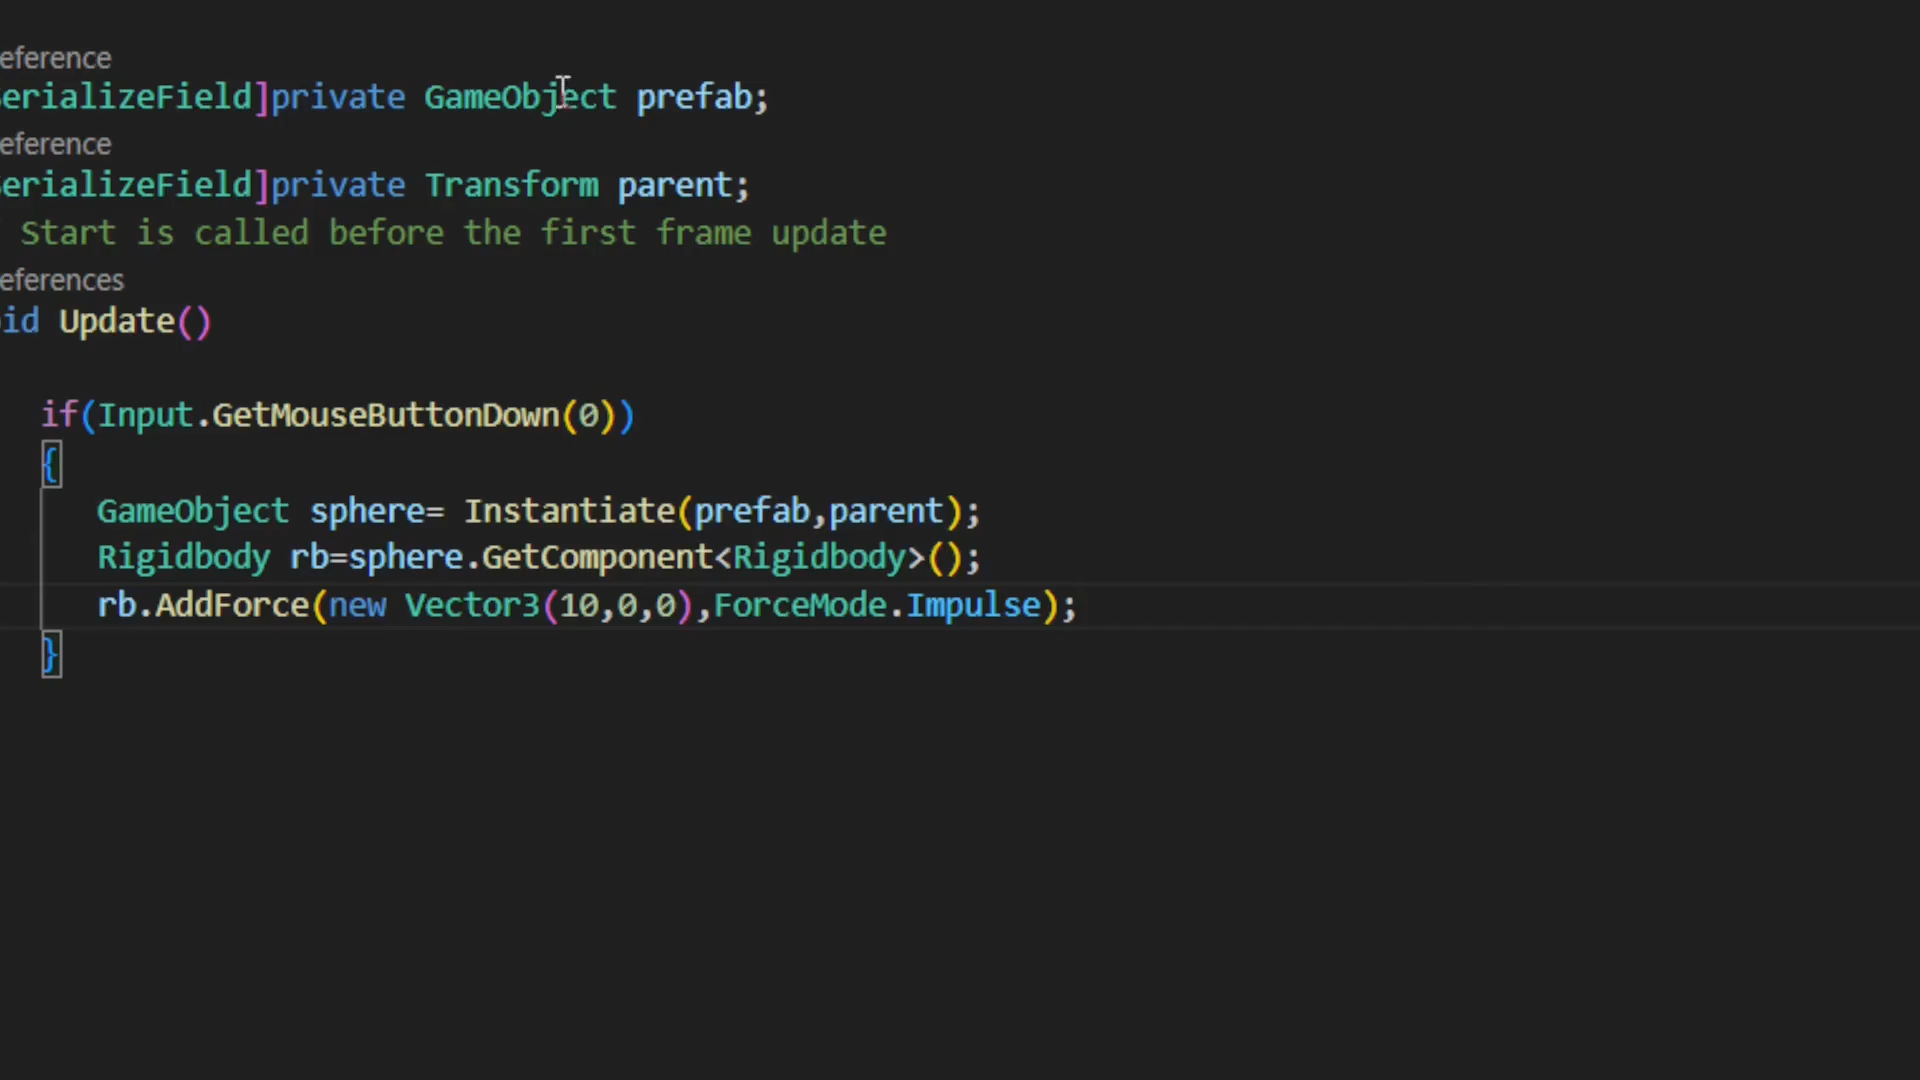 eference
erializeField]private GameObject prefab;
eference
erializeField]private Transform parent;
Start is called before the first frame update
eferences
id Update()
if(Input.GetMouseButtonDown(0))
{
GameObject sphere= Instantiate(prefab,parent);
Rigidbody rb=sphere.GetComponent<Rigidbody>();
rb.AddForce(new Vector3(10,0,0),ForceMode.Impulse);
}